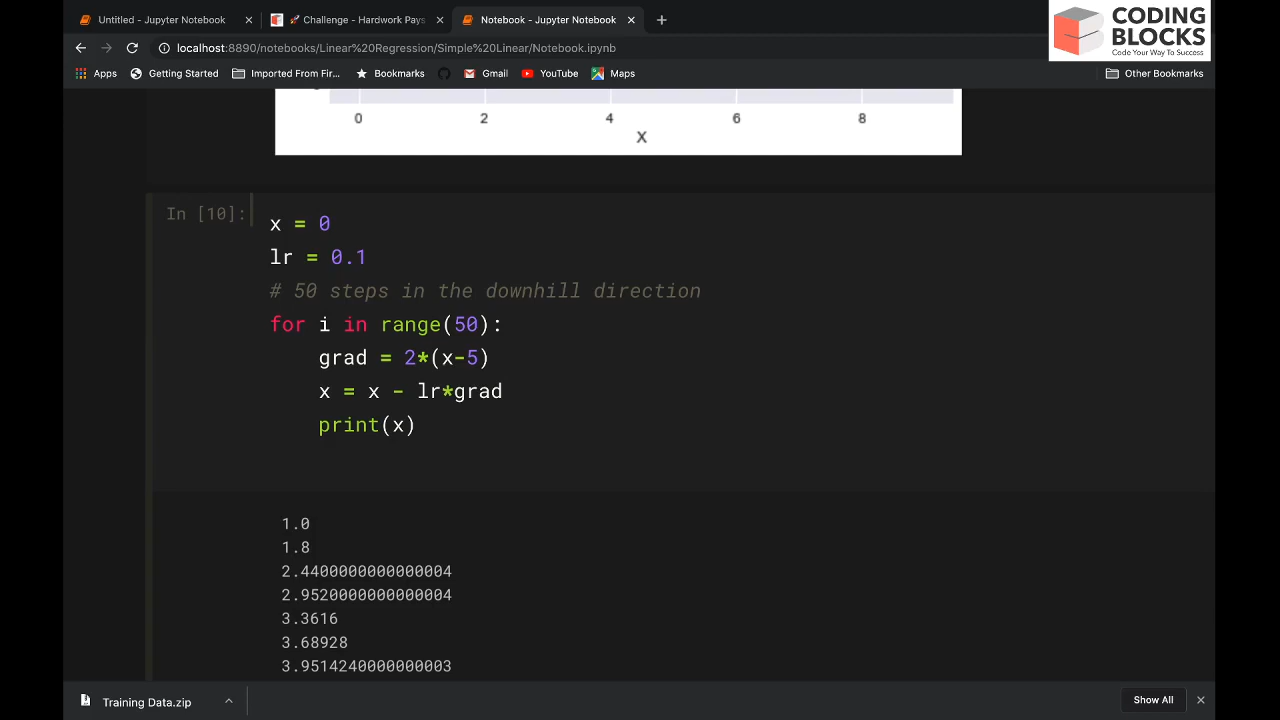 Untitled - Jupyter Notebook
Challenge - Hardwork Pays
Notebook - Jupyter Notebook
localhost:8890/notebooks/Linear%20Regression/Simple%20Linear/Notebook.ipynb
CODING
BLOCKS
Code Your Way To Success
Apps
Getting Started
Imported From Fir...
Bookmarks
Gmail
YouTube
Maps
Other Bookmarks
0 2 4 6 8
X
In [10]:
x = 0
lr = 0.1
# 50 steps in the downhill direction
for i in range(50):
    grad = 2*(x-5)
    x = x - lr*grad
    print(x)
1.0
1.8
2.4400000000000004
2.9520000000000004
3.3616
3.68928
3.9514240000000003
Training Data.zip
Show All